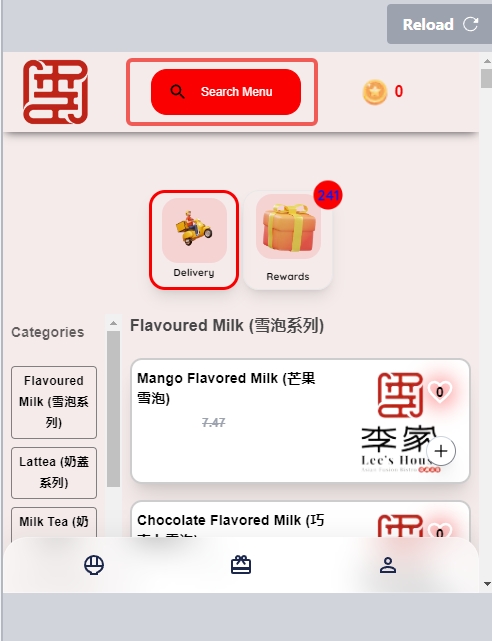 Reload
Search Menu
0
241
Delivery
Rewards
Categories
Flavoured Milk (雪泡系列)
Flavoured
Milk (雪泡系
列)
Mango Flavored Milk (芒果
雪泡)
7.47
0
李家
Lee's Hou
Lattea (奶蓋
系列)
Milk Tea (奶
Chocolate Flavored Milk (巧
0